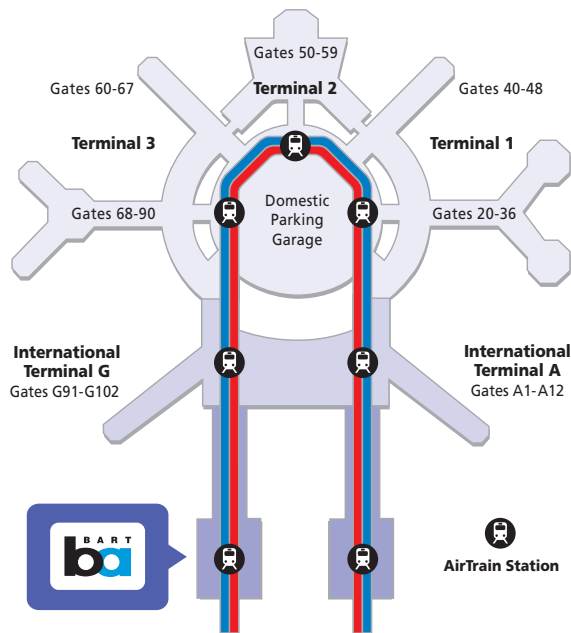 Gates 50-59
Terminal 2
Gates 60-67
Gates 40-48
Terminal 3
Terminal 1
Gates 68-90
Domestic
Parking
Garage
Gates 20-36
International
Terminal G
Gates G91-G102
International
Terminal A
Gates A1-A12
BART
ba
AirTrain Station